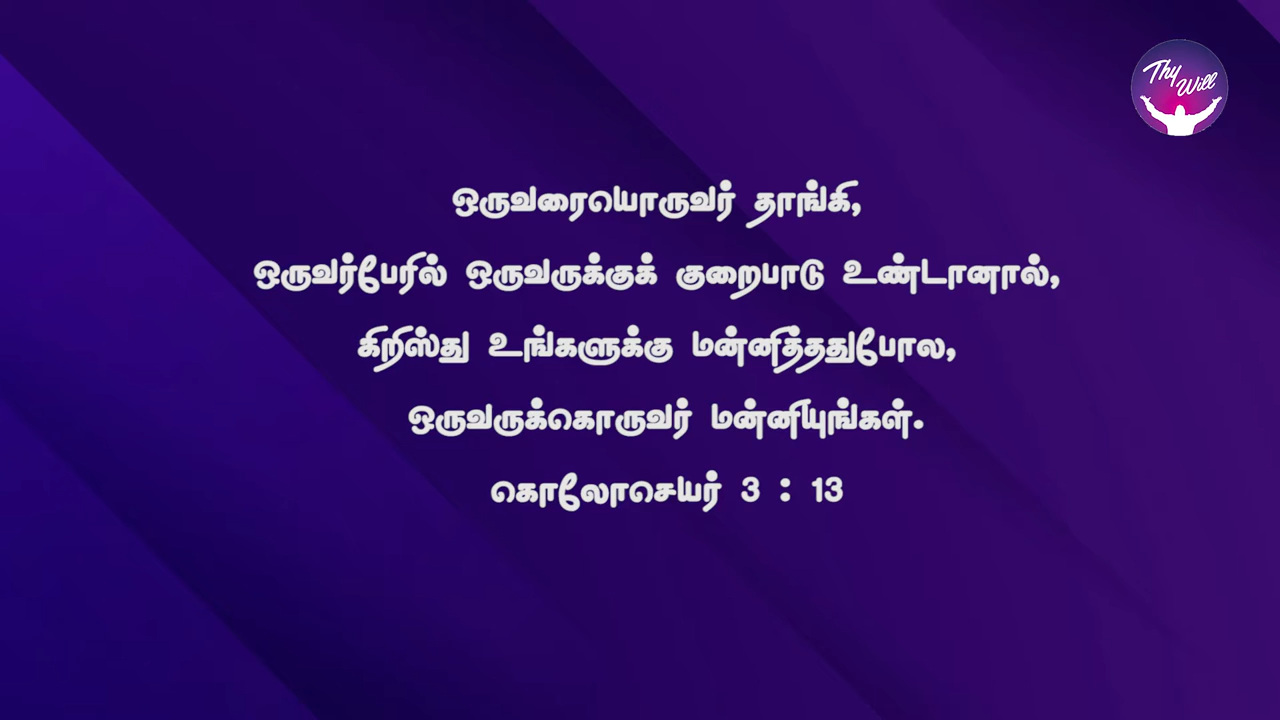 Thy Will
ஒருவரையொருவர் தாங்கி,
ஒருவர்பேரில் ஒருவருக்குக் குறைபாடு உண்டானால்,
கிறிஸ்து உங்களுக்கு மன்னித்ததுபோல,
ஒருவருக்கொருவர் மன்னியுங்கள்.
கொலோசெயர் 3 : 13